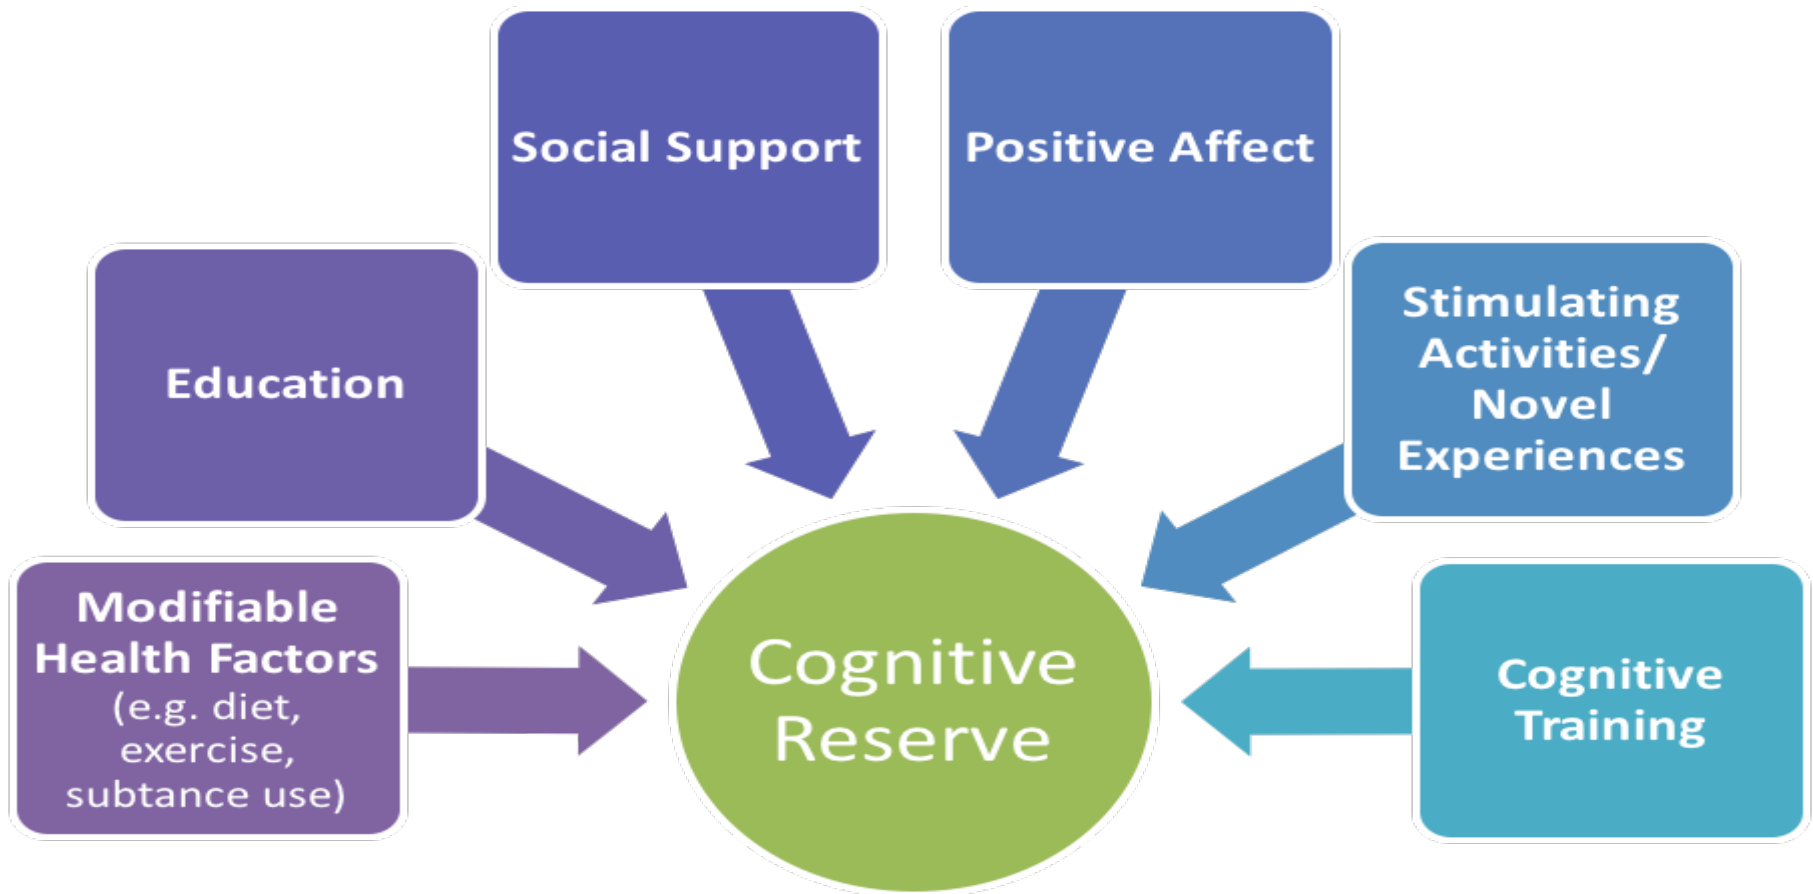 Social Support
Positive Affect
Education
Stimulating
Activities/
Novel
Experiences
Modifiable
Health Factors
(e.g. diet,
exercise,
subtance use)
Cognitive
Reserve
Cognitive
Training